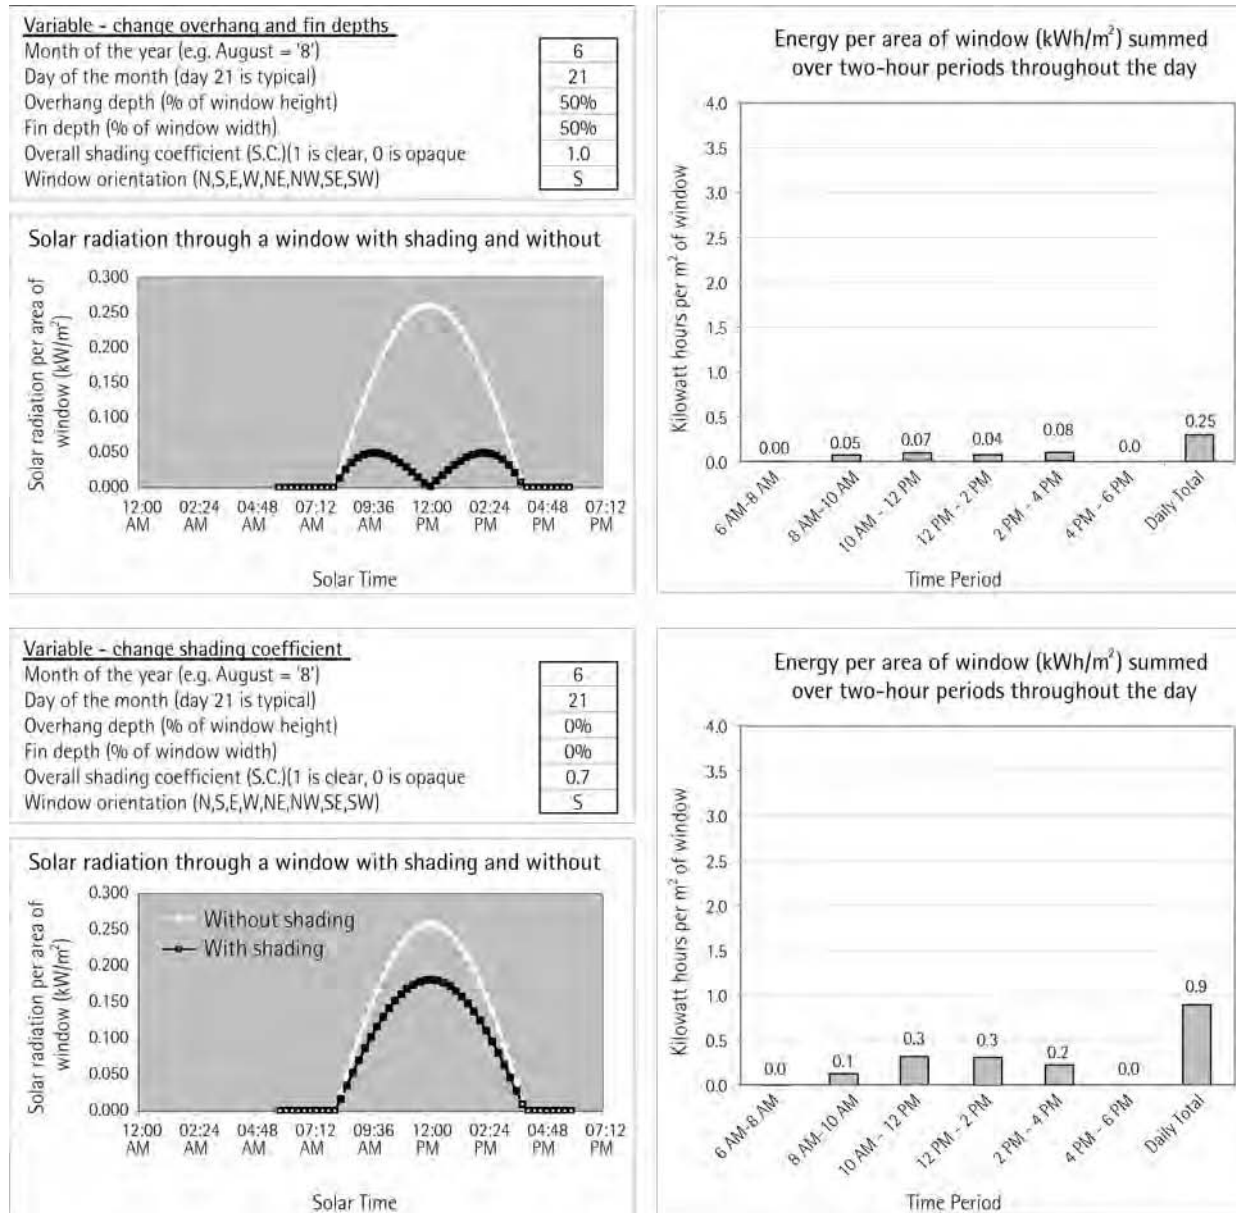 Variable - change overhang and fin depths
Month of the year (e.g. August = '8') 6
Day of the month (day 21 is typical) 21
Overhang depth (% of window height) 50%
Fin depth (% of window width) 50%
Overall shading coefficient (S.C.)(1 is clear, 0 is opaque 1.0
Window orientation (N,S,E,W,NE,NW,SE,SW) S
Solar radiation through a window with shading and without
Solar radiation per area of
window (kW/m²)
0.300
0.250
0.200
0.150
0.100
0.050
0.000
12:00 02:24 04:48 07:12 09:36 12:00 02:24 04:48 07:12
AM AM AM AM AM PM PM PM PM
Solar Time
Energy per area of window (kWh/m²) summed
over two-hour periods throughout the day
Kilowatt hours per m² of window
4.0
3.5
3.0
2.5
2.0
1.5
1.0
0.5
0.0
0.00 0.05 0.07 0.04 0.08 0.0 0.25
6 AM-8 AM
8 AM-10 AM
10 AM - 12 PM
12 PM - 2 PM
2 PM - 4 PM
4 PM - 6 PM
Daily Total
Time Period
Variable - change shading coefficient
Month of the year (e.g. August = '8') 6
Day of the month (day 21 is typical) 21
Overhang depth (% of window height) 0%
Fin depth (% of window width) 0%
Overall shading coefficient (S.C.)(1 is clear, 0 is opaque 0.7
Window orientation (N,S,E,W,NE,NW,SE,SW) S
Solar radiation through a window with shading and without
Solar radiation per area of
window (kW/m²)
0.300
0.250
0.200
0.150
0.100
0.050
0.000
Without shading
With shading
12:00 02:24 04:48 07:12 09:36 12:00 02:24 04:48 07:12
AM AM AM AM AM PM PM PM PM
Solar Time
Energy per area of window (kWh/m²) summed
over two-hour periods throughout the day
Kilowatt hours per m² of window
4.0
3.5
3.0
2.5
2.0
1.5
1.0
0.5
0.0
0.0 0.1 0.3 0.3 0.2 0.0 0.9
6 AM-8 AM
8 AM-10 AM
10 AM - 12 PM
12 PM - 2 PM
2 PM - 4 PM
4 PM - 6 PM
Daily Total
Time Period